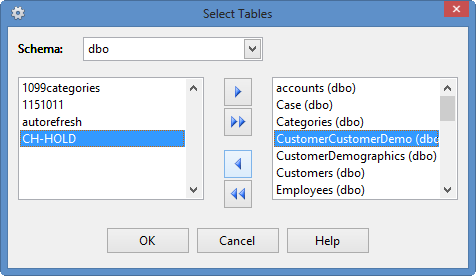 Select Tables
Schema: dbo
1099categories
1151011
autorefresh
CH-HOLD
accounts (dbo)
Case (dbo)
Categories (dbo)
CustomerCustomerDemo (dbo
CustomerDemographics (dbo)
Customers (dbo)
Employees (dbo)
OK Cancel Help